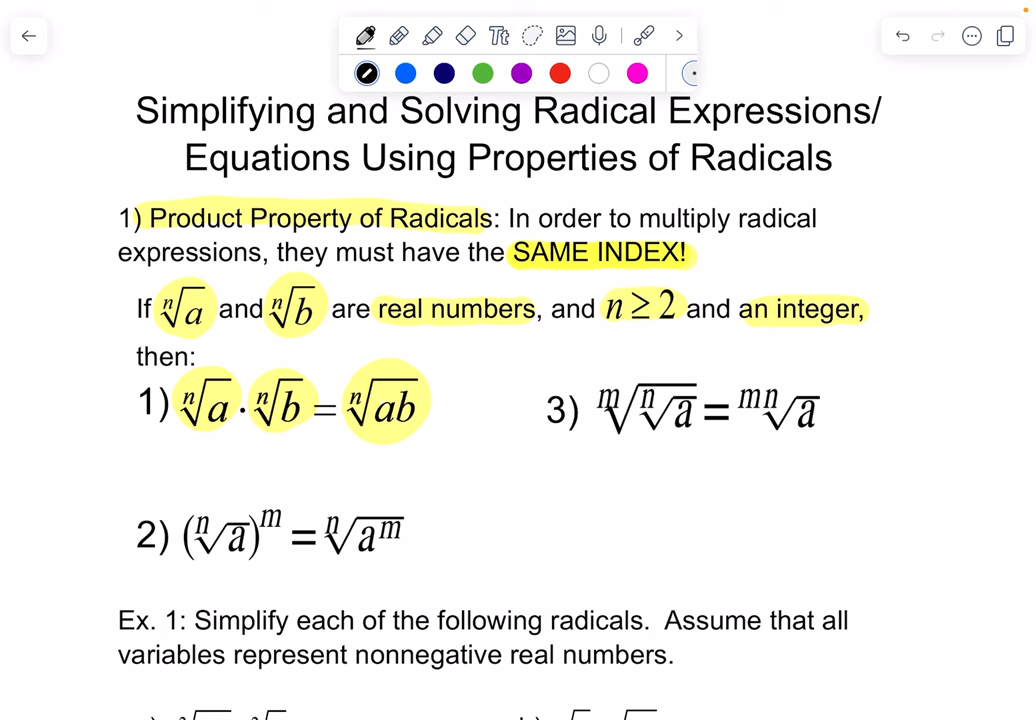 Tt
Simplifying and Solving Radical Expressions/
Equations Using Properties of Radicals
1) Product Property of Radicals: In order to multiply radical
expressions, they must have the SAME INDEX!
If ⁿ√a and ⁿ√b are real numbers, and n ≥ 2 and an integer,
then:
1) ⁿ√a · ⁿ√b = ⁿ√ab
3) ᵐ√ⁿ√a = ᵐⁿ√a
2) (ⁿ√a)ᵐ = ⁿ√aᵐ
Ex. 1: Simplify each of the following radicals. Assume that all
variables represent nonnegative real numbers.